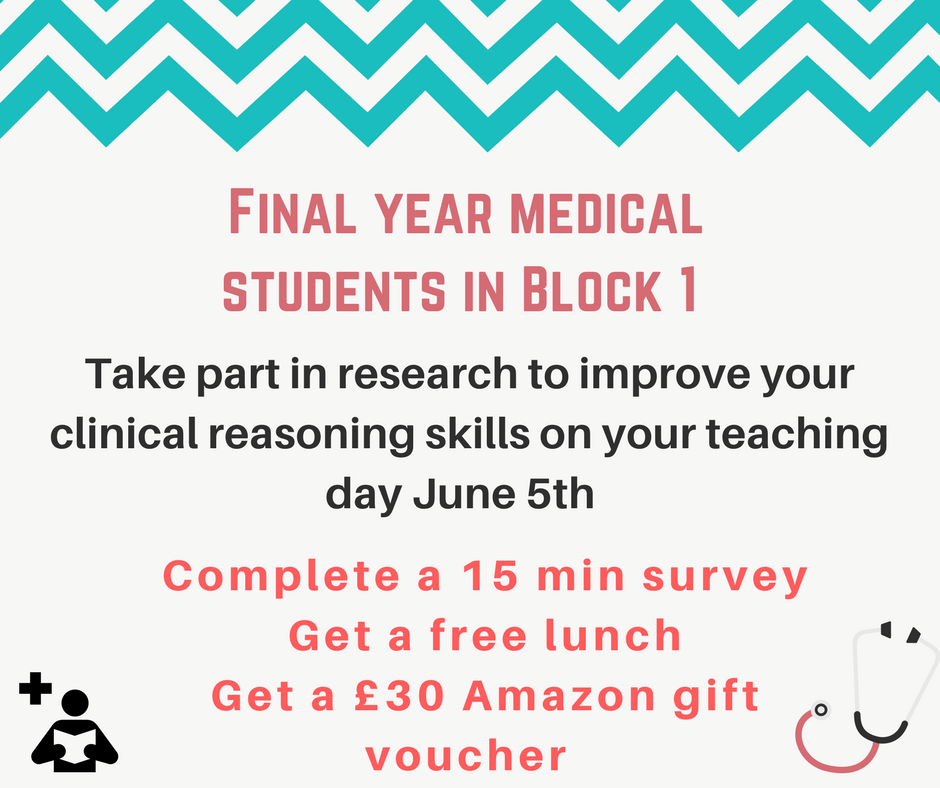 Final year medical
students in Block 1
Take part in research to improve your
clinical reasoning skills on your teaching
day June 5th
Complete a 15 min survey
Get a free lunch
Get a £30 Amazon gift
voucher